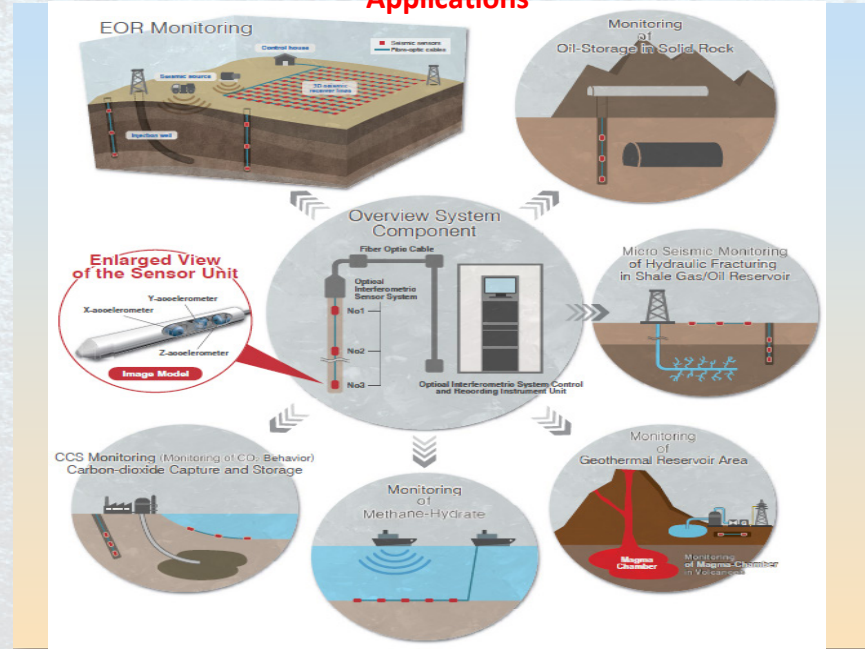 Applications
EOR Monitoring
Control house
Seismic sensors
Fibre-optic cables
Seismic source
3D seismic
receiver lines
Injection well
Monitoring
of
Oil-Storage in Solid Rock
Overview System
Component
Fiber Optic Cable
Optical
Interferometric
Sensor System
No1
No2
No3
Optical Interferometric System Control
and Recording Instrument Unit
Enlarged View
of the Sensor Unit
Y-accelerometer
X-accelerometer
Z-accelerometer
Image Model
Micro Seismic Monitoring
of Hydraulic Fracturing
in Shale Gas/Oil Reservoir
CCS Monitoring (Monitoring of CO₂ Behavior)
Carbon-dioxide Capture and Storage
Monitoring
of
Methane-Hydrate
Monitoring
of
Geothermal Reservoir Area
Magma
Chamber
Monitoring
of Magma-Chamber
in Volcanoes